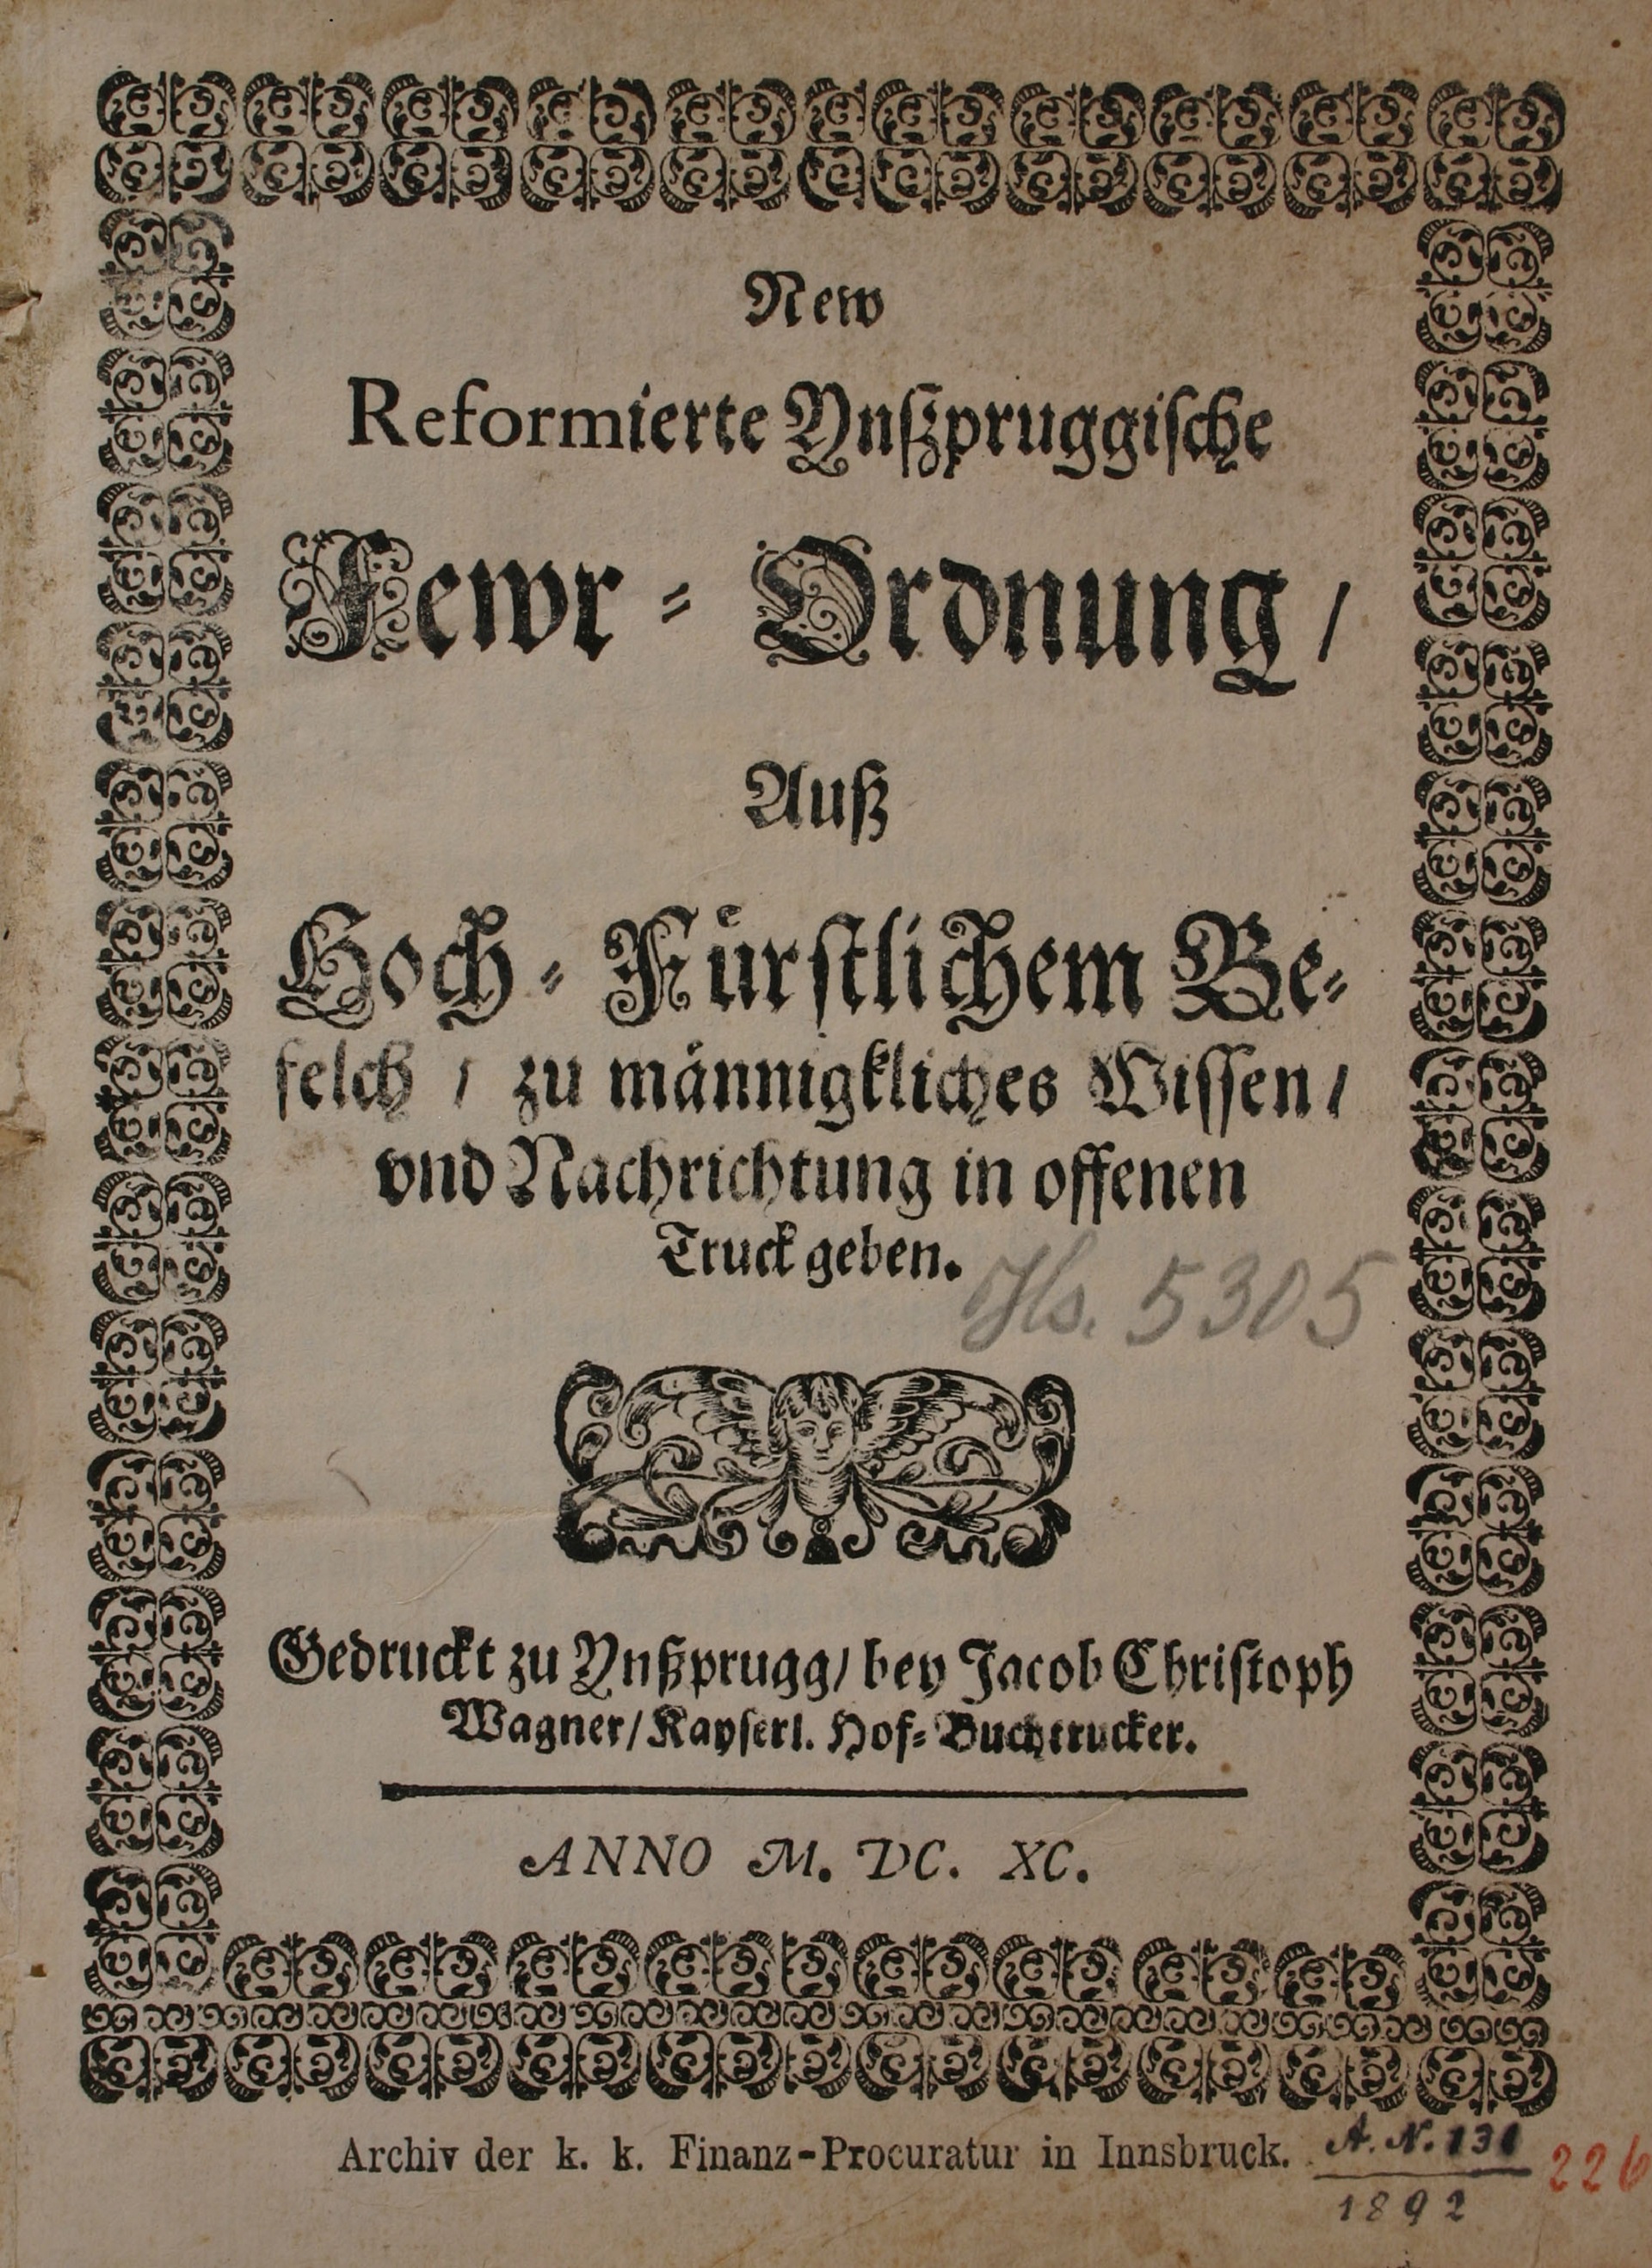 New
Reformierte Ynßpruggische
Fewr-Ordnung/
Auß
Hoch-Fürstlichem Be-
felch / zu männigkliches Wissen/
vnd Nachrichtung in offenen
Truck geben.
Hs. 5305
Gedruckt zu Ynßprugg/ bey Jacob Christoph
Wagner/ Kayserl. Hof-Buchtrucker.
ANNO M. DC. XC.
Archiv der k. k. Finanz-Procuratur in Innsbruck. A. N. 131
1892
226